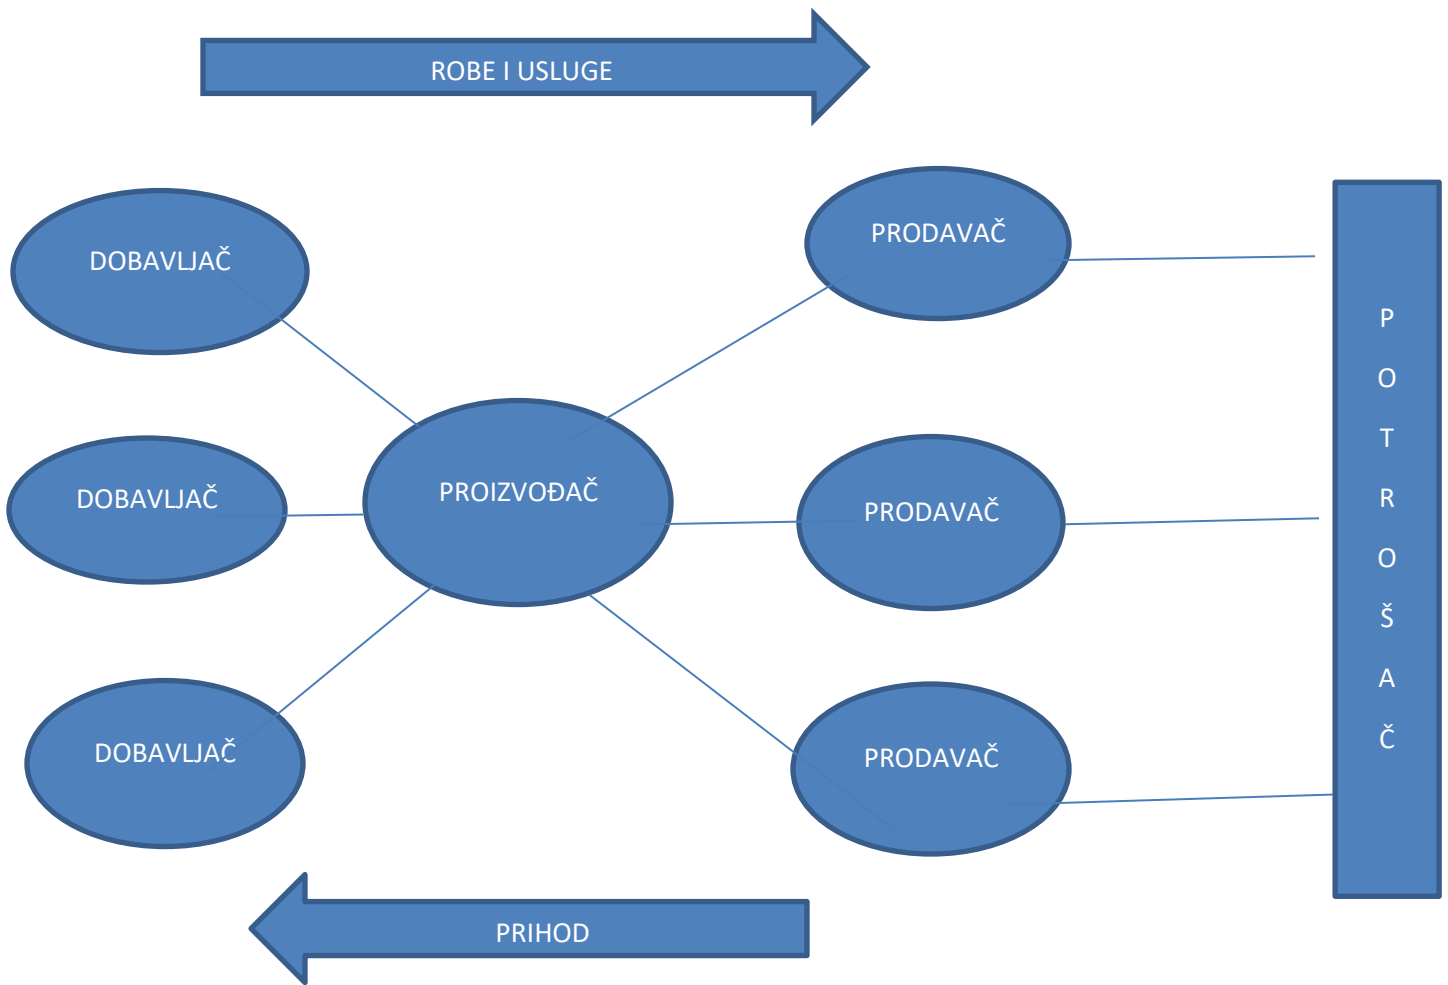 ROBE I USLUGE
DOBAVLJAČ
PRODAVAČ
DOBAVLJAČ
PROIZVOĐAČ
PRODAVAČ
DOBAVLJAČ
PRODAVAČ
P
O
T
R
O
Š
A
Č
PRIHOD